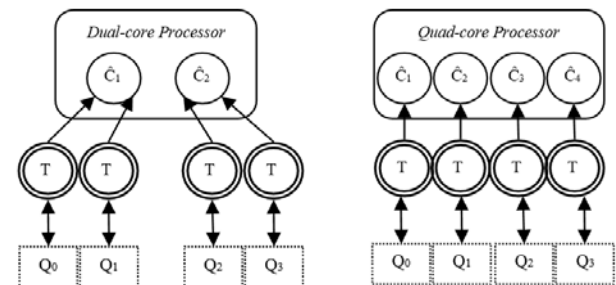 Dual-core Processor
Ĉ1 Ĉ2
T T T T
Q0 Q1 Q2 Q3
Quad-core Processor
Ĉ1 Ĉ2 Ĉ3 Ĉ4
T T T T
Q0 Q1 Q2 Q3